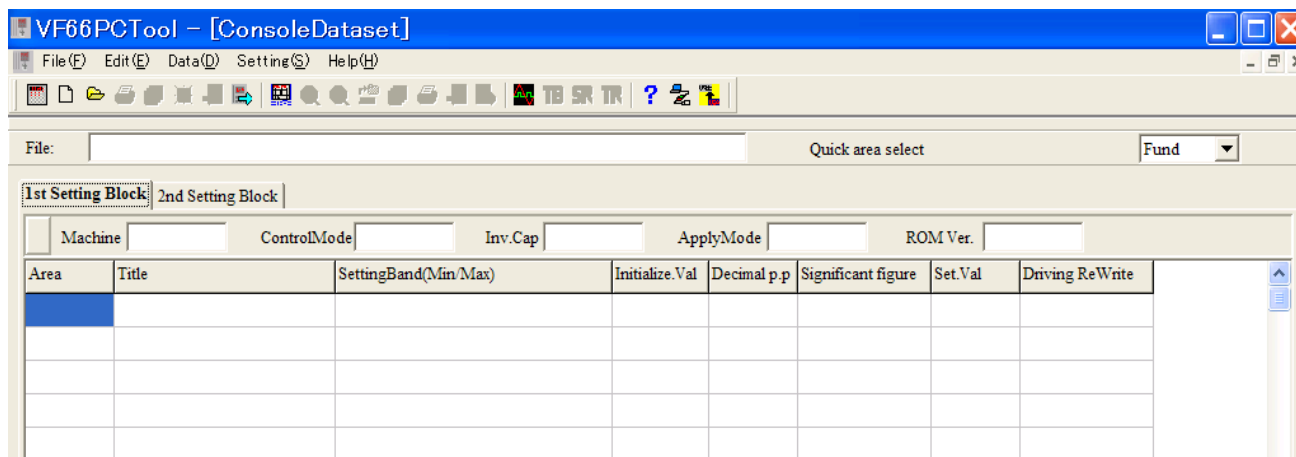 VF66PCTool - [ConsoleDataset]
File(F) Edit(E) Data(D) Setting(S) Help(H)
TB SR TR ?
File: Quick area select Fund
1st Setting Block 2nd Setting Block
Machine ControlMode Inv.Cap ApplyMode ROM Ver.
Area Title SettingBand(Min/Max) Initialize.Val Decimal p.p Significant figure Set.Val Driving ReWrite